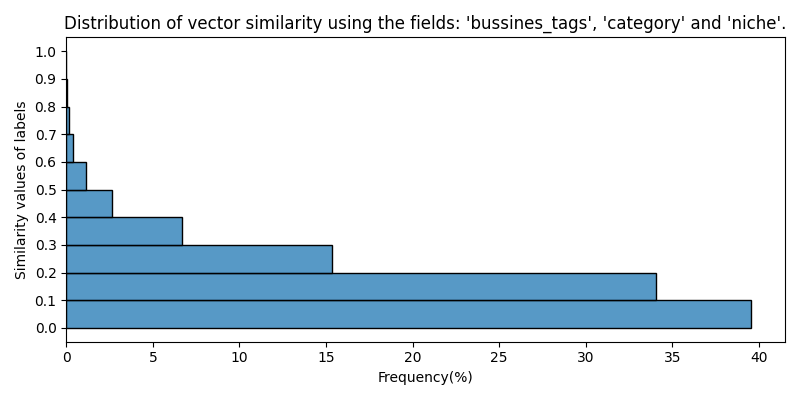 Distribution of vector similarity using the fields: 'bussines_tags', 'category' and 'niche'.
Similarity values of labels
1.0
0.9
0.8
0.7
0.6
0.5
0.4
0.3
0.2
0.1
0.0
0 5 10 15 20 25 30 35 40
Frequency(%)